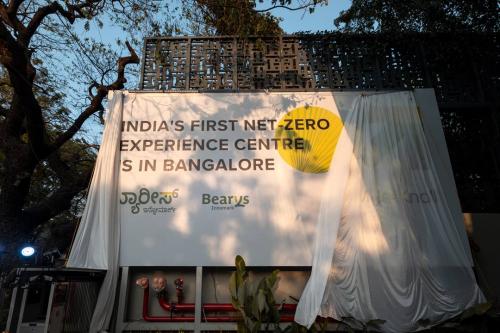 INDIA'S FIRST NET-ZERO
EXPERIENCE CENTRE
S IN BANGALORE
ಬ್ಯಾರೀಸ್
Bearys